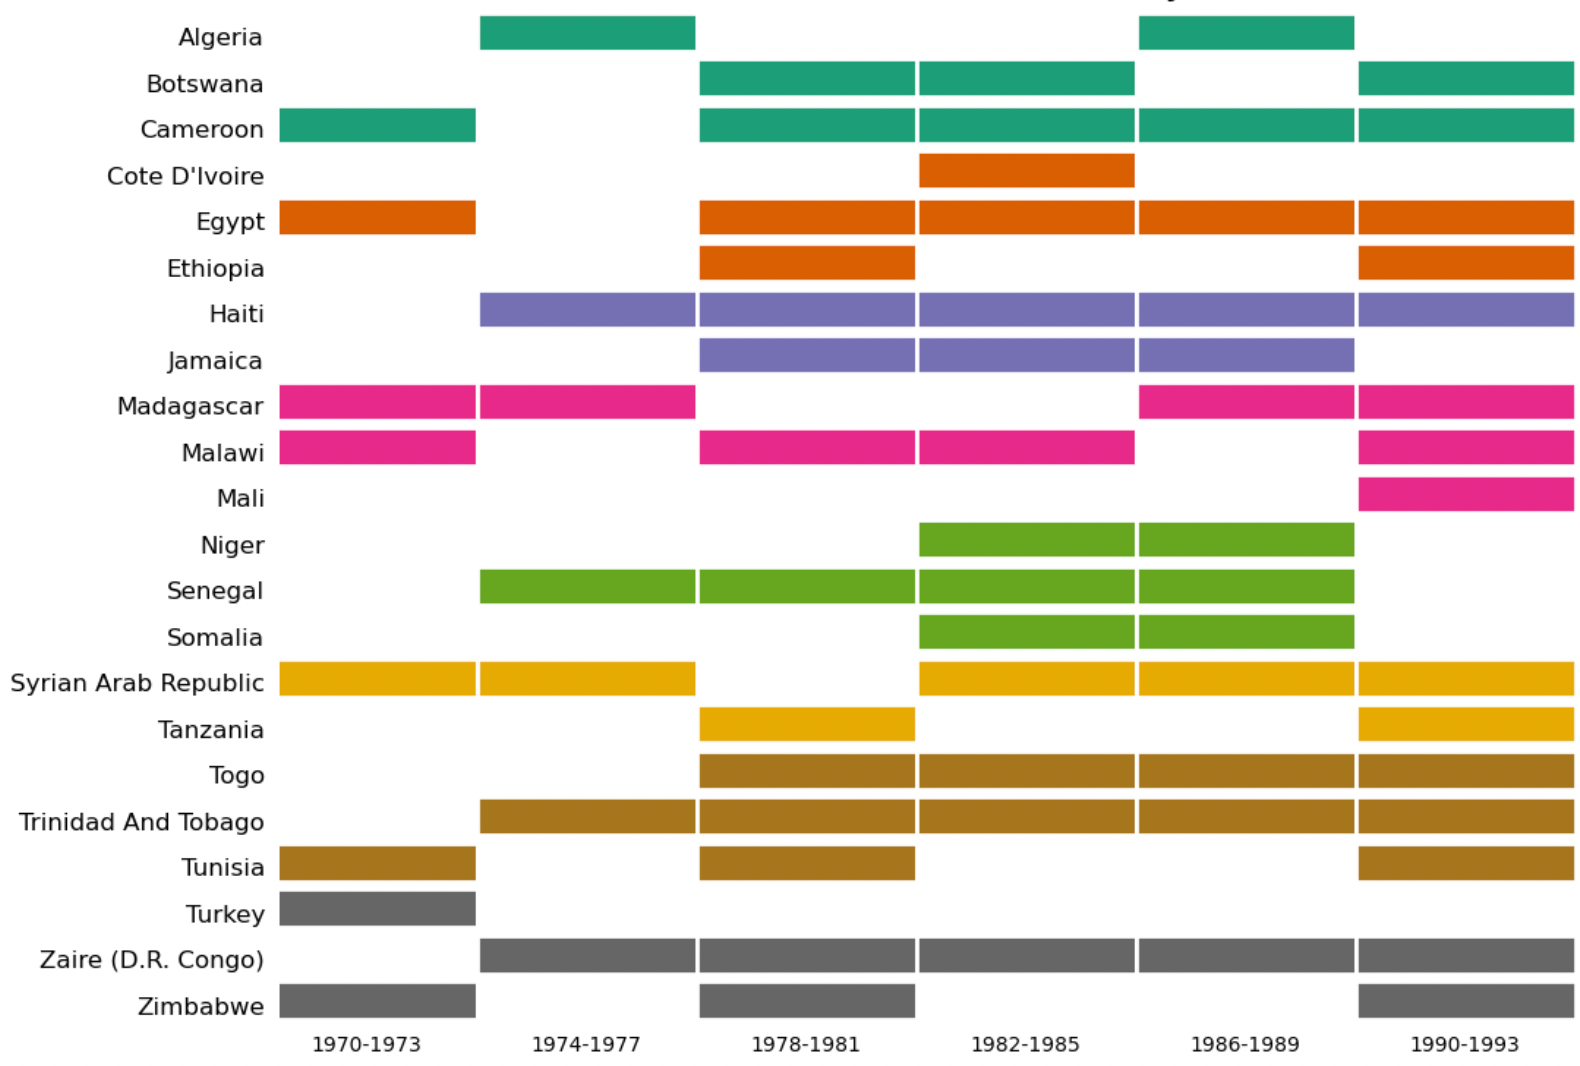 Algeria
Botswana
Cameroon
Cote D'Ivoire
Egypt
Ethiopia
Haiti
Jamaica
Madagascar
Malawi
Mali
Niger
Senegal
Somalia
Syrian Arab Republic
Tanzania
Togo
Trinidad And Tobago
Tunisia
Turkey
Zaire (D.R. Congo)
Zimbabwe
1970-1973 1974-1977 1978-1981 1982-1985 1986-1989 1990-1993